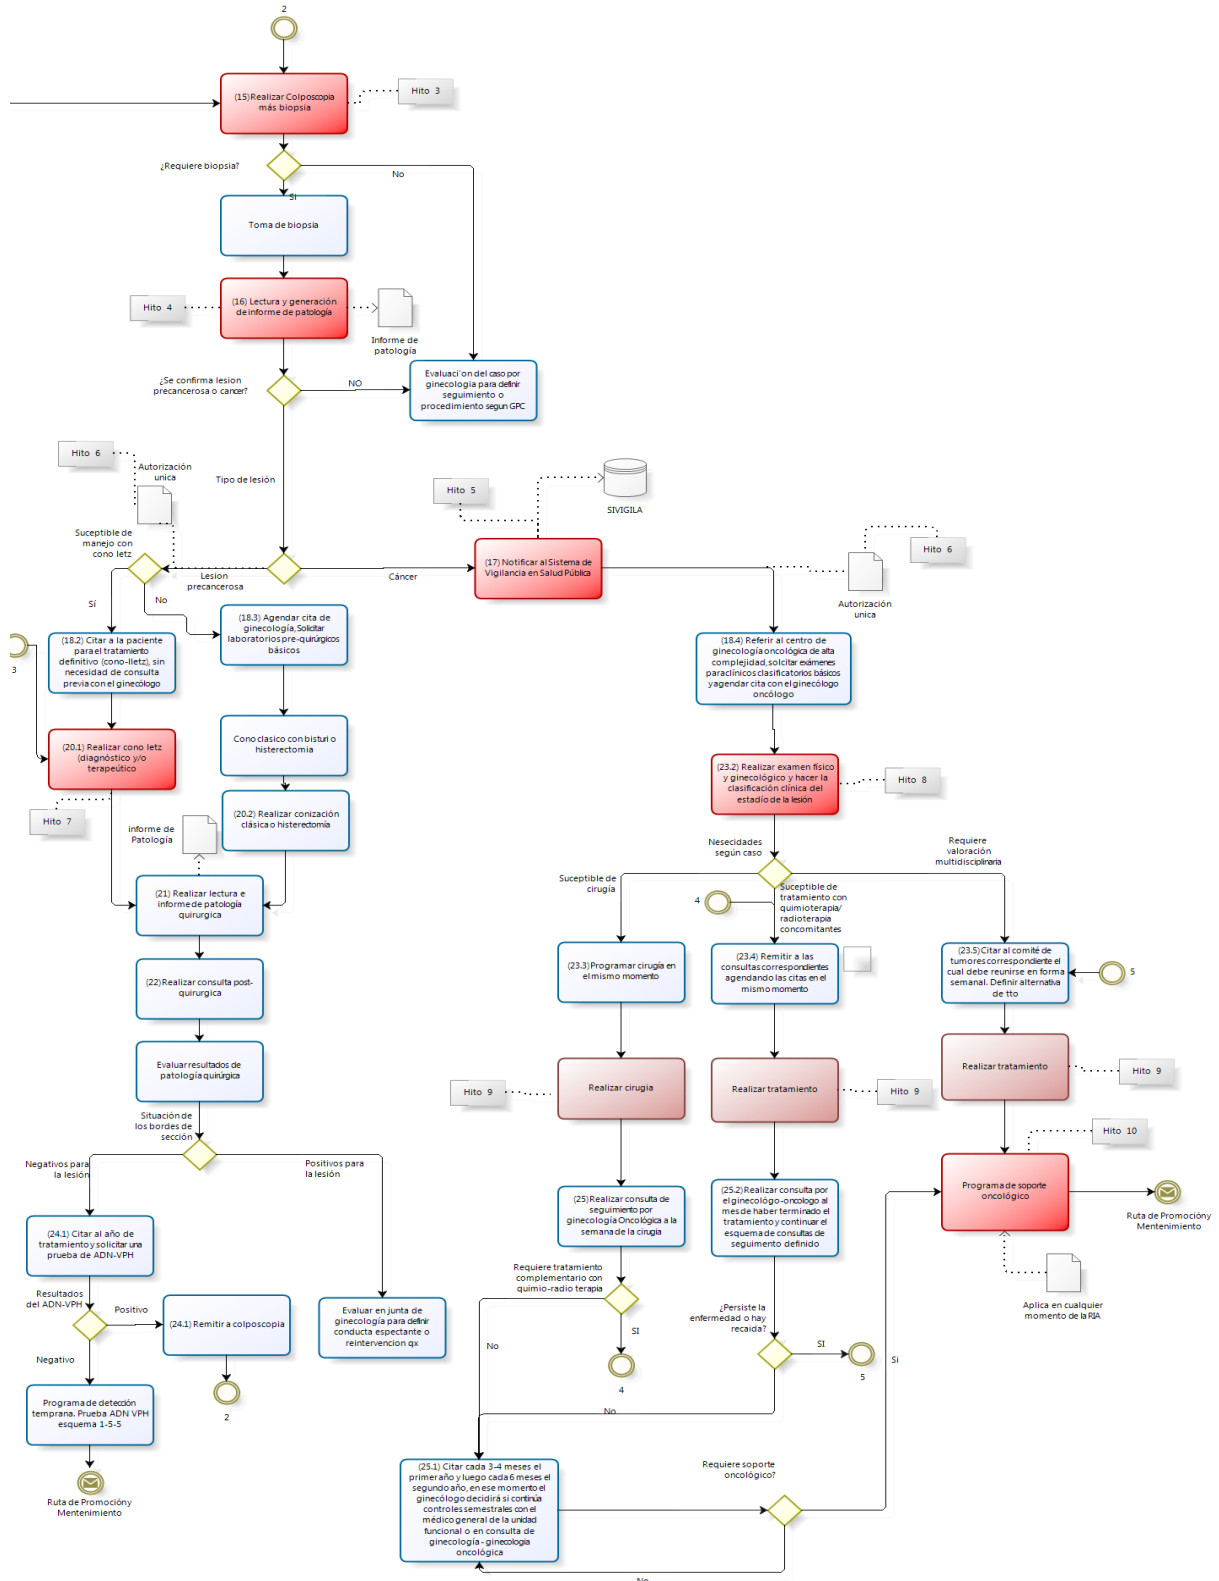 2
(15)Realizar Colposcopia
más biopsia
Hito 3
¿Requiere biopsia?
No
Si
Toma de biopsia
Hito 4
(16) Lectura y generación
de informe de patología
Informe de
patología
¿Se confirma lesion
precancerosa o cancer?
NO
Evaluaci´on del caso por
ginecologia para definir
seguimiento o
procedimiento segun GPC
Hito 6
Autorización
unica
Tipo de lesión
Hito 5
SIVIGILA
Suceptible de
manejo con
cono letz
Lesion
precancerosa
Cáncer
(17) Notificar al Sistema de
Vigilancia en Salud Pública
Hito 6
Autorización
unica
Sí
No
3
(18.2) Citar a la paciente
para el tratamiento
definitivo (cono-lletz), sin
necesidad de consulta
previa con el ginecólogo
(18.3) Agendar cita de
ginecología, Solicitar
laboratorios pre-quirúrgicos
básicos
(18.4) Referir al centro de
ginecología oncológica de alta
complejidad, solcitar exámenes
paraclínicos clasificatorios básicos
y agendar cita con el ginecólogo
oncólogo
(20.1) Realizar cono letz
(diagnóstico y/o
terapeútico
Cono clasico con bisturi o
histerectomia
(23.2) Realizar examen físico
y ginecológico y hacer la
clasificación clínica del
estadío de la lesión
Hito 8
Hito 7
informe de
Patología
(20.2) Realizar conización
clásica o histerectomía
Nesecidades
según caso
Requiere
valoración
multidisciplinaria
(21) Realizar lectura e
informe de patología
quirurgica
Suceptible de
cirugía
4
Suceptible de
tratamiento con
quimioterapia/
radioterapia
concomitantes
(22) Realizar consulta post-
quirurgica
(23.3) Programar cirugía en
el mismo momento
(23.4) Remitir a las
consultas correspondientes
agendando las citas en el
mismo momento
(23.5) Citar al comité de
tumores correspondiente el
cual debe reunirse en forma
semanal. Definir alternativa
de tto
5
Evaluar resultados de
patología quirúrgica
Hito 9
Realizar cirugia
Realizar tratamiento
Hito 9
Realizar tratamiento
Hito 9
Situación de
los bordes de
sección
Hito 10
Negativos para
la lesión
Positivos para
la lesión
(24.1) Citar al año de
tratamiento y solicitar una
prueba de ADN-VPH
(25) Realizar consulta de
seguimiento por
ginecología Oncológica a la
semana de la cirugia
(25.2) Realizar consulta por
el ginecológo-oncologo al
mes de haber terminado el
tratamiento y continuar el
esquema de consultas de
seguimento definido
Programa de soporte
oncológico
Ruta de Promoción y
Mentenimiento
Resultados
del ADN-VPH
Positivo
(24.1) Remitir a colposcopia
Evaluar en junta de
ginecología para definir
conducta espectante o
reintervencion qx
Requiere tratamiento
complementario con
quimio-radio terapia
¿Persiste la
enfermedad o hay
recaida?
Aplica en cualquier
momento de la RIA
Negativo
No
SI
SI
Si
2
4
5
Programa de detección
temprana. Prueba ADN VPH
esquema 1-5-5
No
Ruta de Promoción y
Mentenimiento
(25.1) Citar cada 3-4 meses el
primer año y luego cada 6 meses el
segundo año, en ese momento el
ginecólogo decidirá si continúa
controles semestrales con el
médico general de la unidad
funcional o en consulta de
ginecología - ginecologia
oncológica
Requiere soporte
oncológico?
No